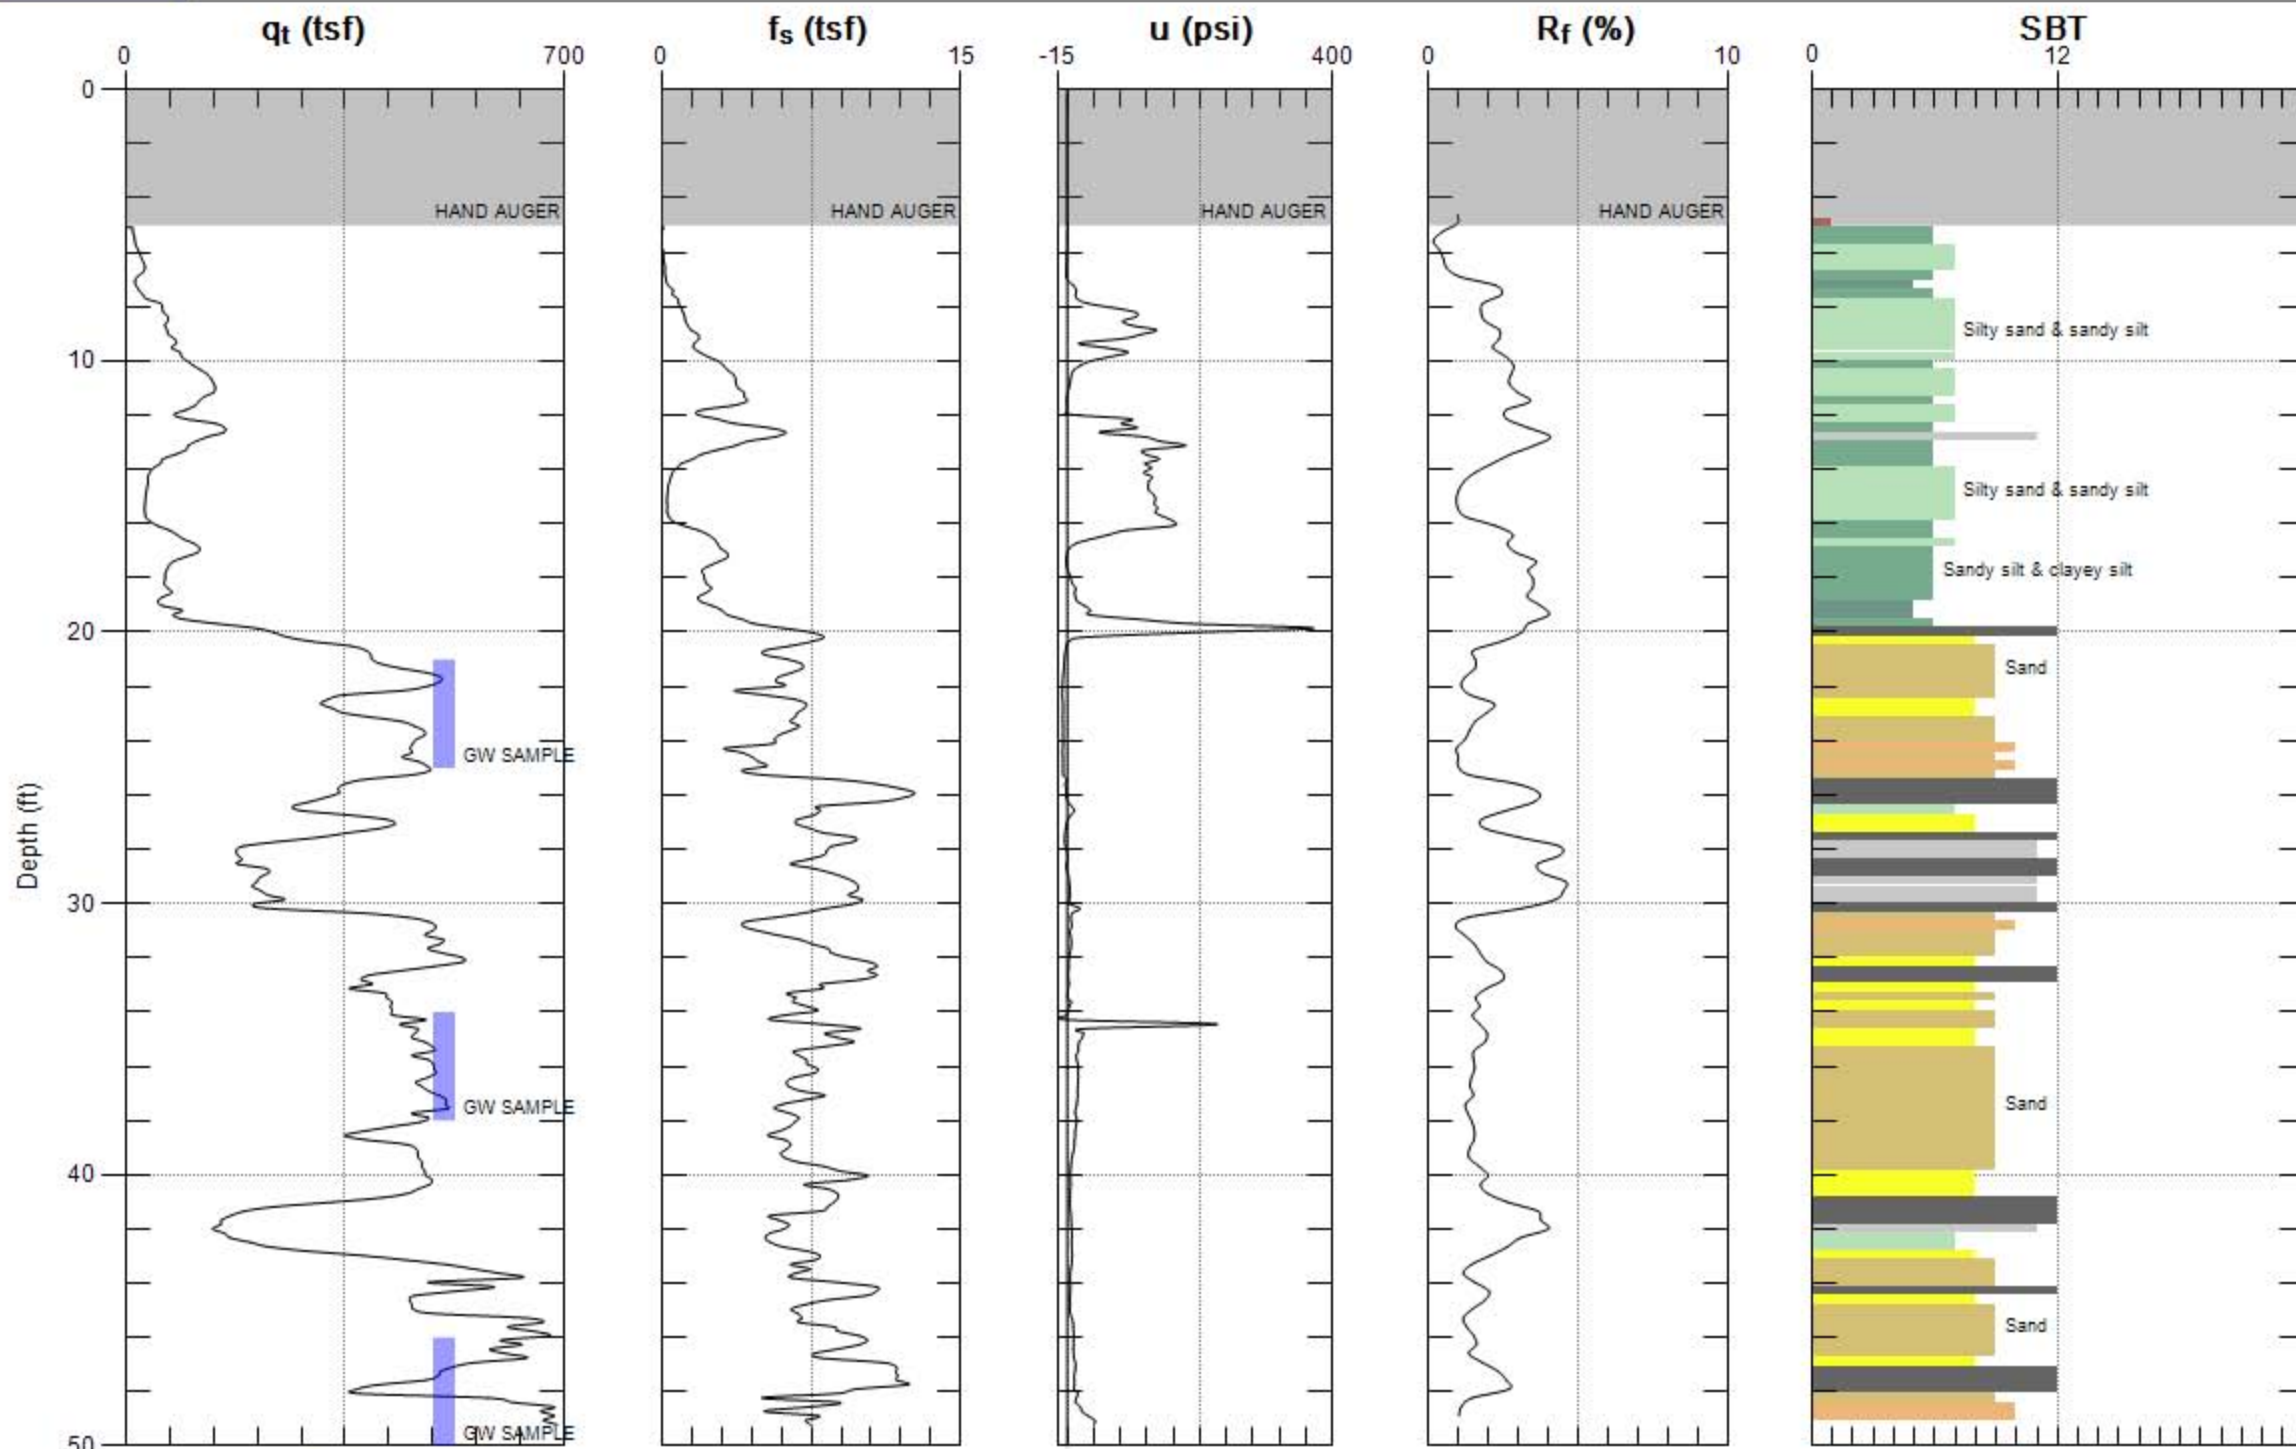 qt (tsf) fs (tsf) u (psi) Rf (%) SBT
0 700 0 15 -15 400 0 10 0 12
0
HAND AUGER HAND AUGER HAND AUGER HAND AUGER
Silty sand & sandy silt
10
Silty sand & sandy silt
Sandy silt & clayey silt
20
Sand
GW SAMPLE
Depth (ft)
30
Sand
GW SAMPLE
40
Sand
GW SAMPLE
50